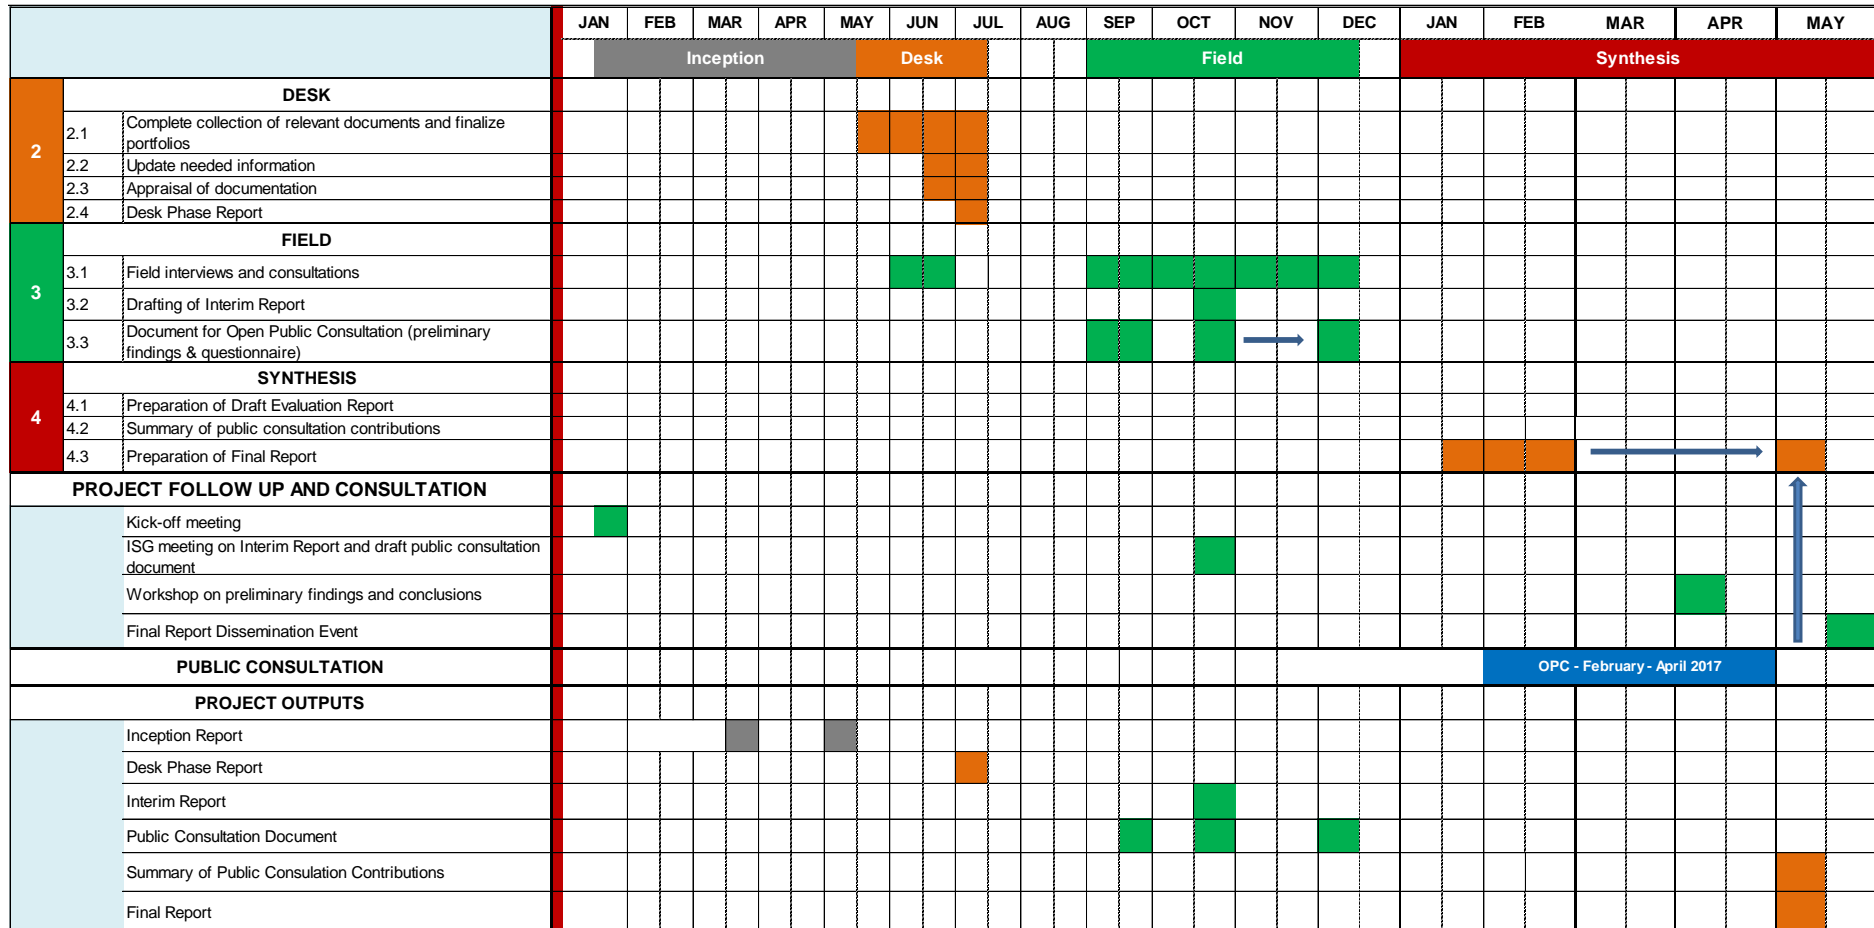 JAN FEB MAR APR MAY JUN JUL AUG SEP OCT NOV DEC JAN FEB MAR APR MAY
Inception Desk Field Synthesis
2
DESK
2.1 Complete collection of relevant documents and finalize
portfolios
2.2 Update needed information
2.3 Appraisal of documentation
2.4 Desk Phase Report
3
FIELD
3.1 Field interviews and consultations
3.2 Drafting of Interim Report
3.3 Document for Open Public Consultation (preliminary
findings & questionnaire)
4
SYNTHESIS
4.1 Preparation of Draft Evaluation Report
4.2 Summary of public consultation contributions
4.3 Preparation of Final Report
PROJECT FOLLOW UP AND CONSULTATION
Kick-off meeting
ISG meeting on Interim Report and draft public consultation
document
Workshop on preliminary findings and conclusions
Final Report Dissemination Event
PUBLIC CONSULTATION OPC - February - April 2017
PROJECT OUTPUTS
Inception Report
Desk Phase Report
Interim Report
Public Consultation Document
Summary of Public Consulation Contributions
Final Report